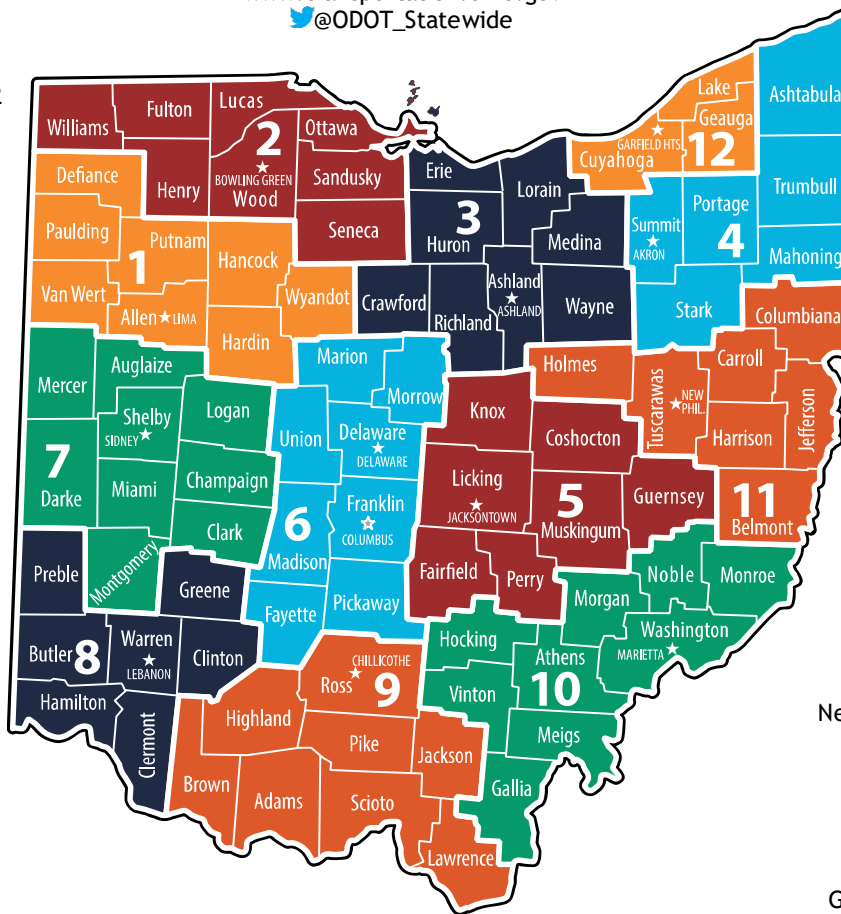 @ODOT_Statewide
Williams
Fulton
Lucas
Ottawa
2
BOWLING GREEN
Wood
Henry
Sandusky
Seneca
Defiance
Paulding
Putnam
1
Hancock
Van Wert
Allen
LIMA
Wyandot
Hardin
Erie
Lorain
3
Huron
Medina
Ashland
ASHLAND
Crawford
Richland
Wayne
Lake
Geauga
GARFIELD HTS.
Cuyahoga
12
Ashtabula
Trumbull
Portage
Summit
AKRON
4
Mahoning
Stark
Columbiana
Holmes
Carroll
Tuscarawas
NEW
PHIL.
Harrison
Jefferson
11
Belmont
Mercer
Auglaize
Shelby
SIDNEY
Logan
7
Darke
Miami
Champaign
Clark
Montgomery
Marion
Morrow
Union
Delaware
DELAWARE
6
Madison
Franklin
COLUMBUS
Fayette
Pickaway
Knox
Coshocton
Licking
JACKSONTOWN
5
Muskingum
Guernsey
Fairfield
Perry
Preble
Greene
Butler
8
Warren
LEBANON
Clinton
Hamilton
Clermont
CHILLICOTHE
Ross
9
Highland
Pike
Jackson
Brown
Adams
Scioto
Lawrence
Noble
Monroe
Morgan
Washington
MARIETTA
Hocking
Athens
10
Vinton
Meigs
Gallia